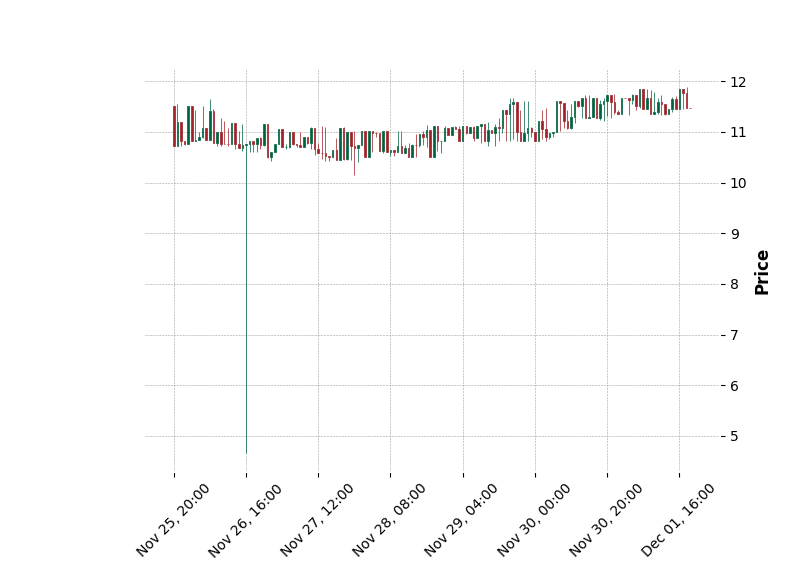 12
11
10
9
8
7
6
5
Price
Nov 25, 20:00
Nov 26, 16:00
Nov 27, 12:00
Nov 28, 08:00
Nov 29, 04:00
Nov 30, 00:00
Nov 30, 20:00
Dec 01, 16:00